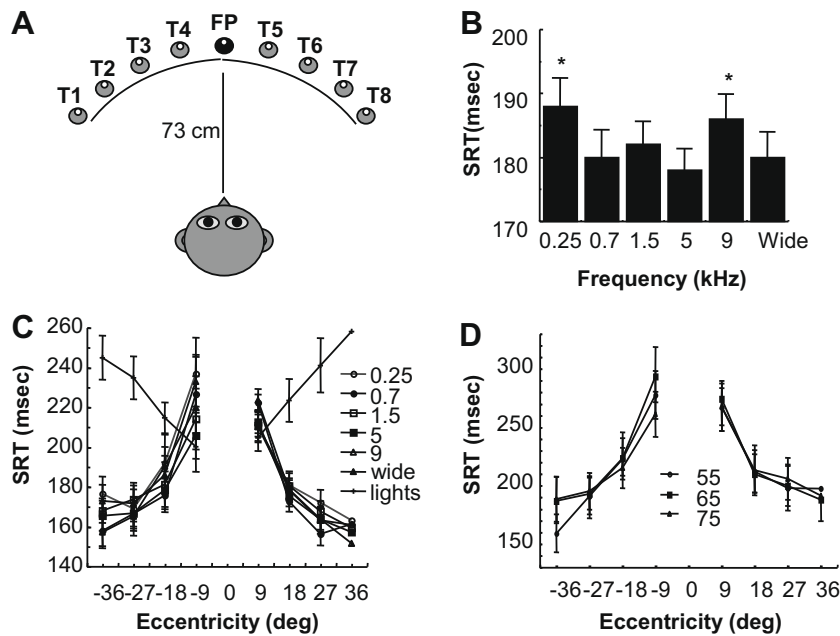 A
T1 T2 T3 T4 FP T5 T6 T7 T8
73 cm
B
SRT(msec)
200
190
180
170
* *
0.25 0.7 1.5 5 9 Wide
Frequency (kHz)
C
SRT (msec)
260
240
220
200
180
160
140
0.25
0.7
1.5
5
9
wide
lights
-36 -27 -18 -9 0 9 18 27 36
Eccentricity (deg)
D
SRT (msec)
300
250
200
150
55
65
75
-36 -27 -18 -9 0 9 18 27 36
Eccentricity (deg)